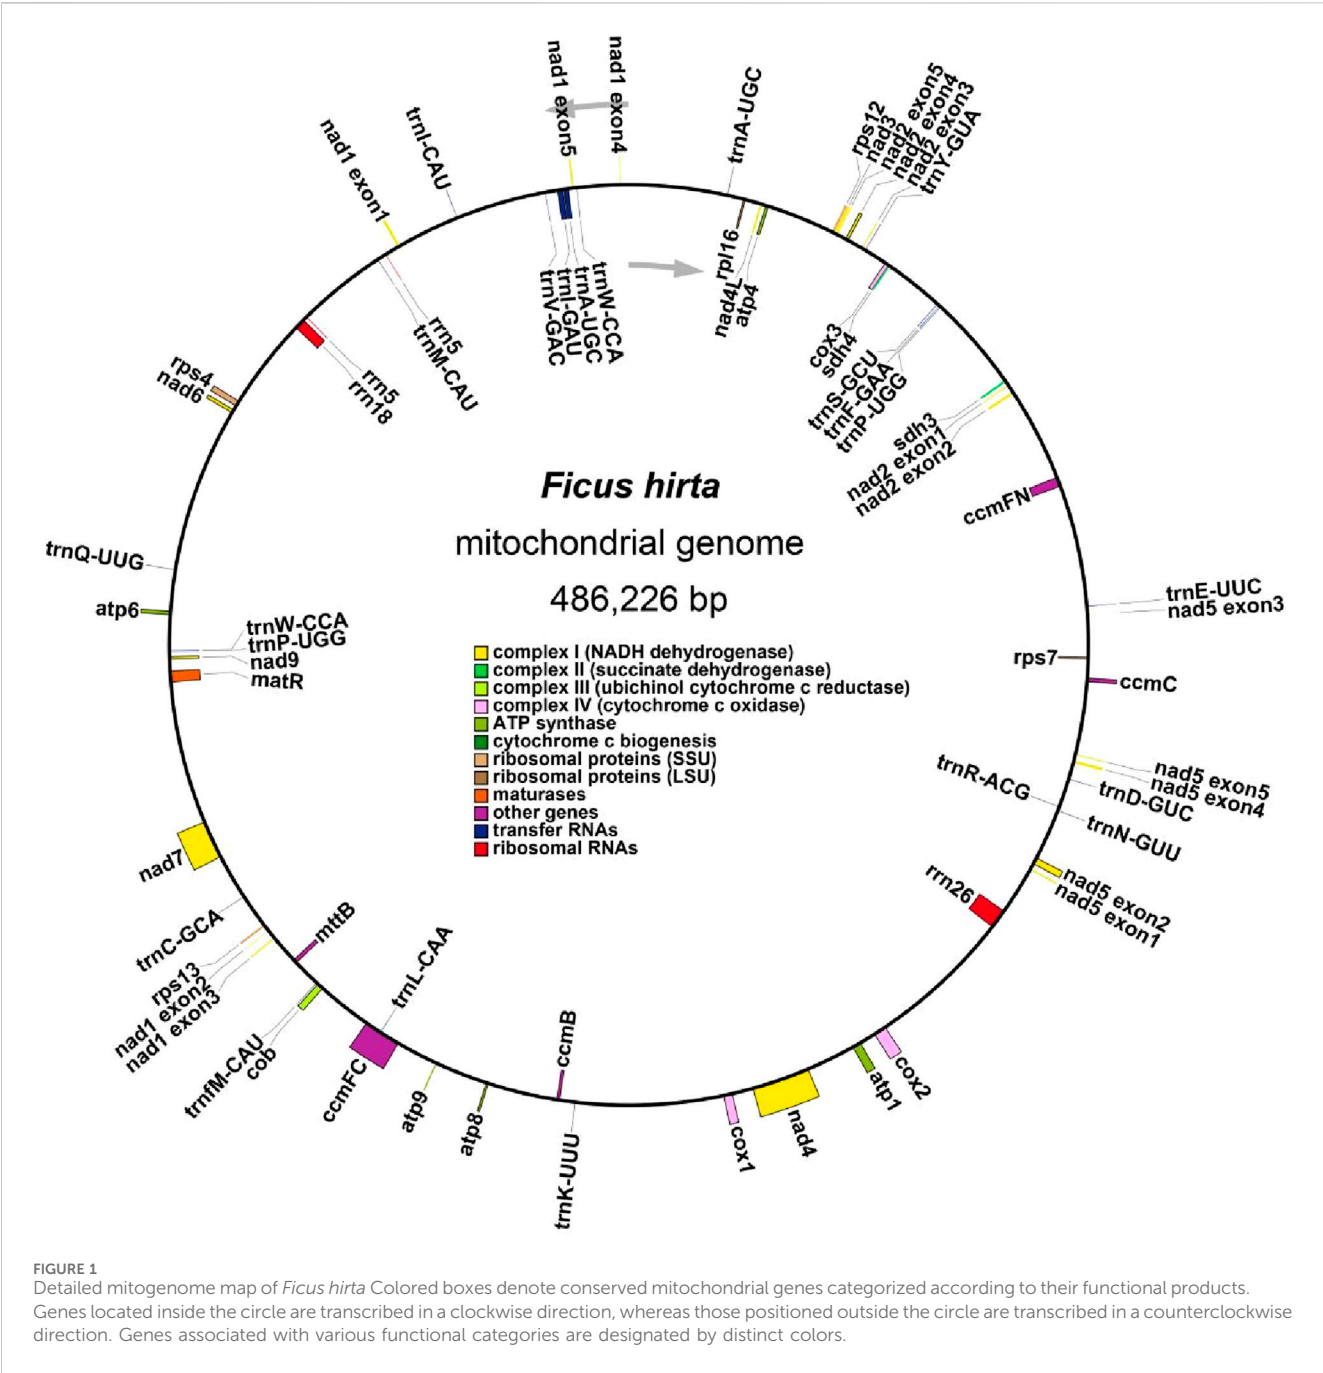 nad1 exon4
nad1 exon5
trnI-CAU
nad1 exon1
trnA-UGC
rps12
nad3
nad2 exon5
nad2 exon4
nad2 exon3
trnY-GUA
trnV-GAC
trnI-GAU
trnA-UGC
trnW-CCA
rpl16
nad4L
atp4
cox3
sdh4
trnS-GCU
trnF-GAA
trnP-UGG
sdh3
nad2 exon1
nad2 exon2
ccmFN
rrn5
trnM-CAU
rrn5
rrn18
rps4
nad6
trnQ-UUG
atp6
trnW-CCA
trnP-UGG
nad9
matR
Ficus hirta
mitochondrial genome
486,226 bp
complex I (NADH dehydrogenase)
complex II (succinate dehydrogenase)
complex III (ubichinol cytochrome c reductase)
complex IV (cytochrome c oxidase)
ATP synthase
cytochrome c biogenesis
ribosomal proteins (SSU)
ribosomal proteins (LSU)
maturases
other genes
transfer RNAs
ribosomal RNAs
trnE-UUC
nad5 exon3
rps7
ccmC
nad5 exon5
nad5 exon4
trnD-GUC
trnR-ACG
trnN-GUU
nad5 exon2
nad5 exon1
rrn26
cox2
atp1
nad4
cox1
trnK-UUU
ccmB
atp8
atp9
ccmFC
trnL-CAA
cob
trnfM-CAU
mttB
nad1 exon3
nad1 exon2
rps13
trnC-GCA
nad7
FIGURE 1
Detailed mitogenome map of Ficus hirta Colored boxes denote conserved mitochondrial genes categorized according to their functional products.
Genes located inside the circle are transcribed in a clockwise direction, whereas those positioned outside the circle are transcribed in a counterclockwise
direction. Genes associated with various functional categories are designated by distinct colors.